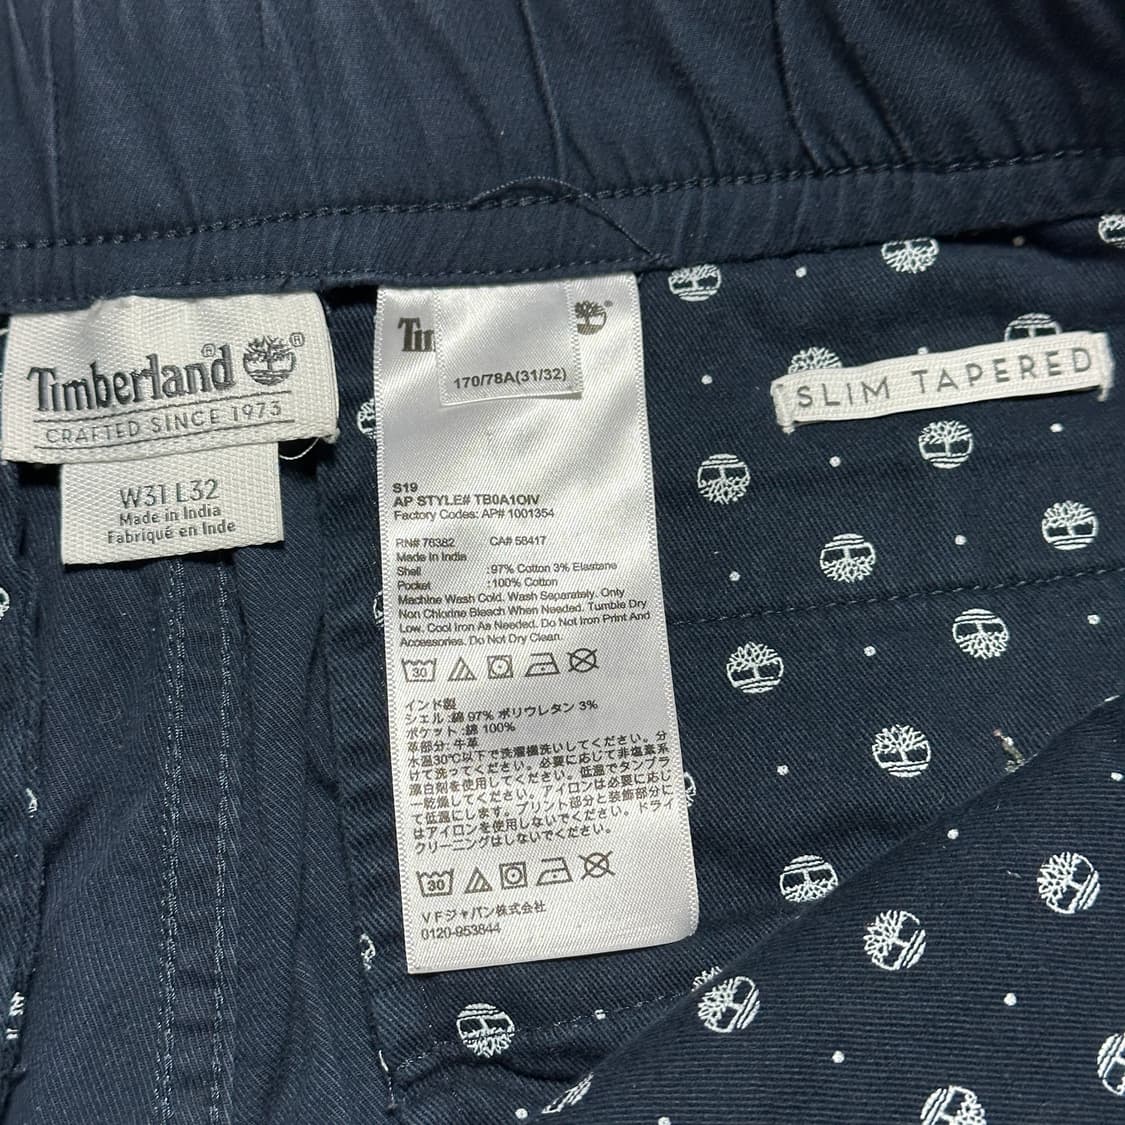 Timberland®
CRAFTED SINCE 1973
W31 L32
Made in India
Fabriqué en Inde
170/78A(31/32)
S19
AP STYLE# TB0A1OIV
Factory Codes: AP# 1001354
RN# 76382 CA# 58417
Made In India
Shell :97% Cotton 3% Elastane
Pocket :100% Cotton
Machine Wash Cold. Wash Separately. Only
Non Chlorine Bleach When Needed. Tumble Dry
Low. Cool Iron As Needed. Do Not Iron Print And
Accessories. Do Not Dry Clean.
30
インド製
シェル :綿 97% ポリウレタン 3%
ポケット :綿 100%
革部分: 牛革
水温30℃以下で洗濯機洗いしてください。分
けて洗ってください。必要に応じて非塩素系
漂白剤を使用してください。低温でタンブラ
ー乾燥してください。アイロンは必要に応じ
て低温にします。プリント部分と装飾部分に
はアイロンを使用しないでください。ドライ
クリーニングはしないでください。
30
VFジャパン株式会社
0120-953844
SLIM TAPERED